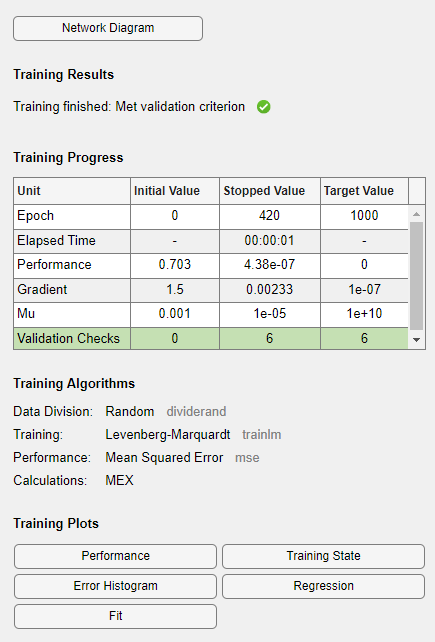 Network Diagram
Training Results
Training finished: Met validation criterion
Training Progress
Unit Initial Value Stopped Value Target Value
Epoch 0 420 1000
Elapsed Time - 00:00:01 -
Performance 0.703 4.38e-07 0
Gradient 1.5 0.00233 1e-07
Mu 0.001 1e-05 1e+10
Validation Checks 0 6 6
Training Algorithms
Data Division: Random dividerand
Training: Levenberg-Marquardt trainlm
Performance: Mean Squared Error mse
Calculations: MEX
Training Plots
Performance Training State
Error Histogram Regression
Fit